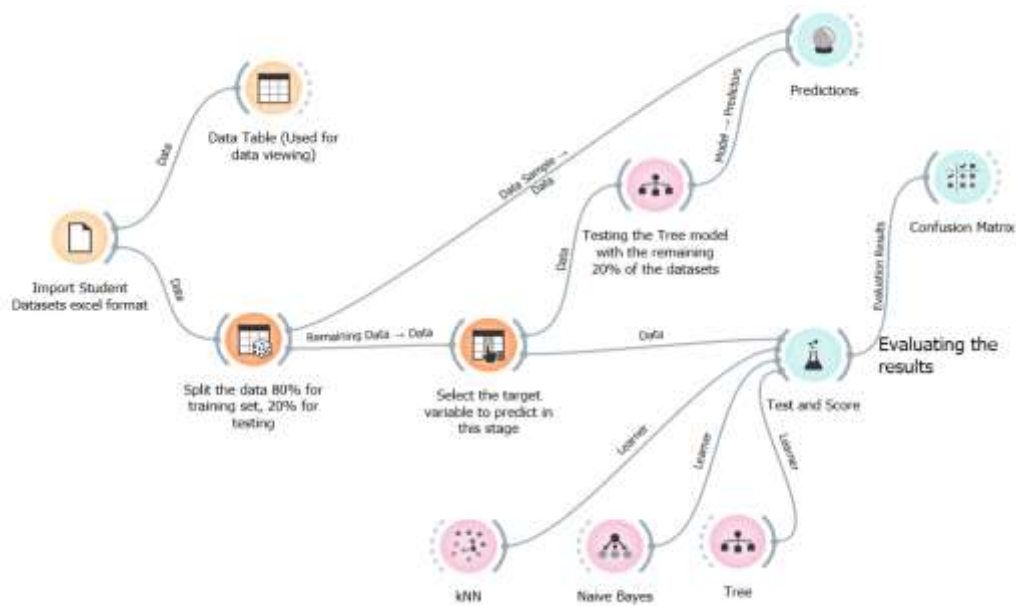 Predictions
Data
Data Table (Used for
data viewing)
Model → Predictors
Data Sample →
Data
Confusion Matrix
Testing the Tree model
with the remaining
20% of the datasets
Data
Evaluation Results
Import Student
Datasets excel format
Data
Remaining Data → Data
Data
Evaluating the
results
Split the data 80% for
training set, 20% for
testing
Select the target
variable to predict in
this stage
Test and Score
Learner
Learner
Learner
kNN
Naive Bayes
Tree